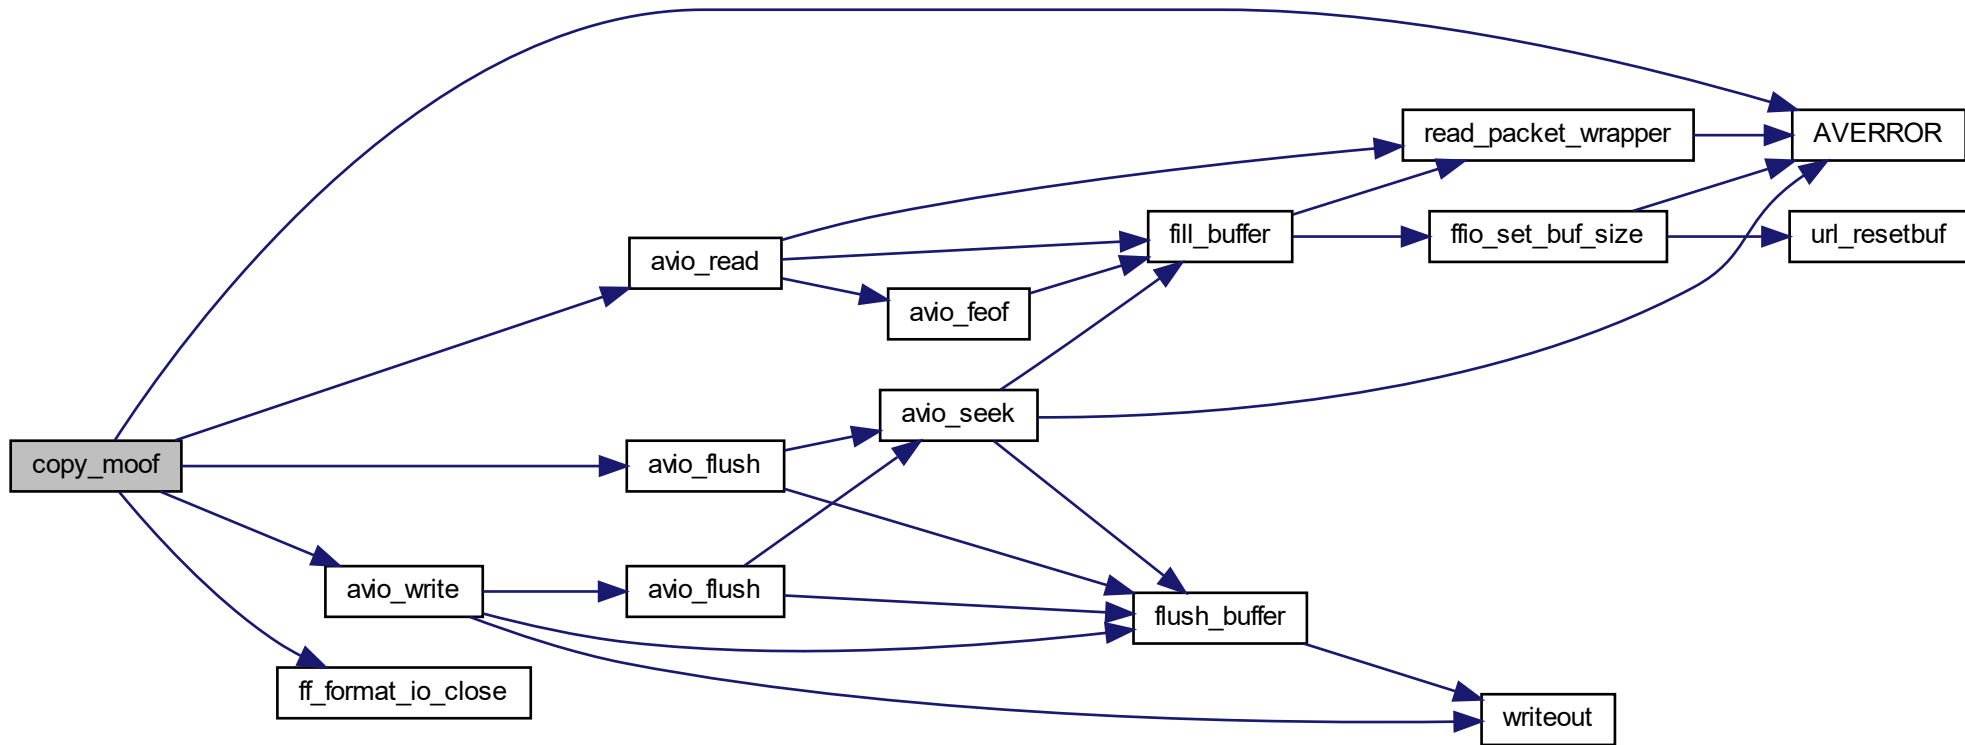 read_packet_wrapper
AVERROR
avio_read
fill_buffer
ffio_set_buf_size
url_resetbuf
avio_feof
avio_seek
copy_moof
avio_flush
avio_write
avio_flush
flush_buffer
ff_format_io_close
writeout